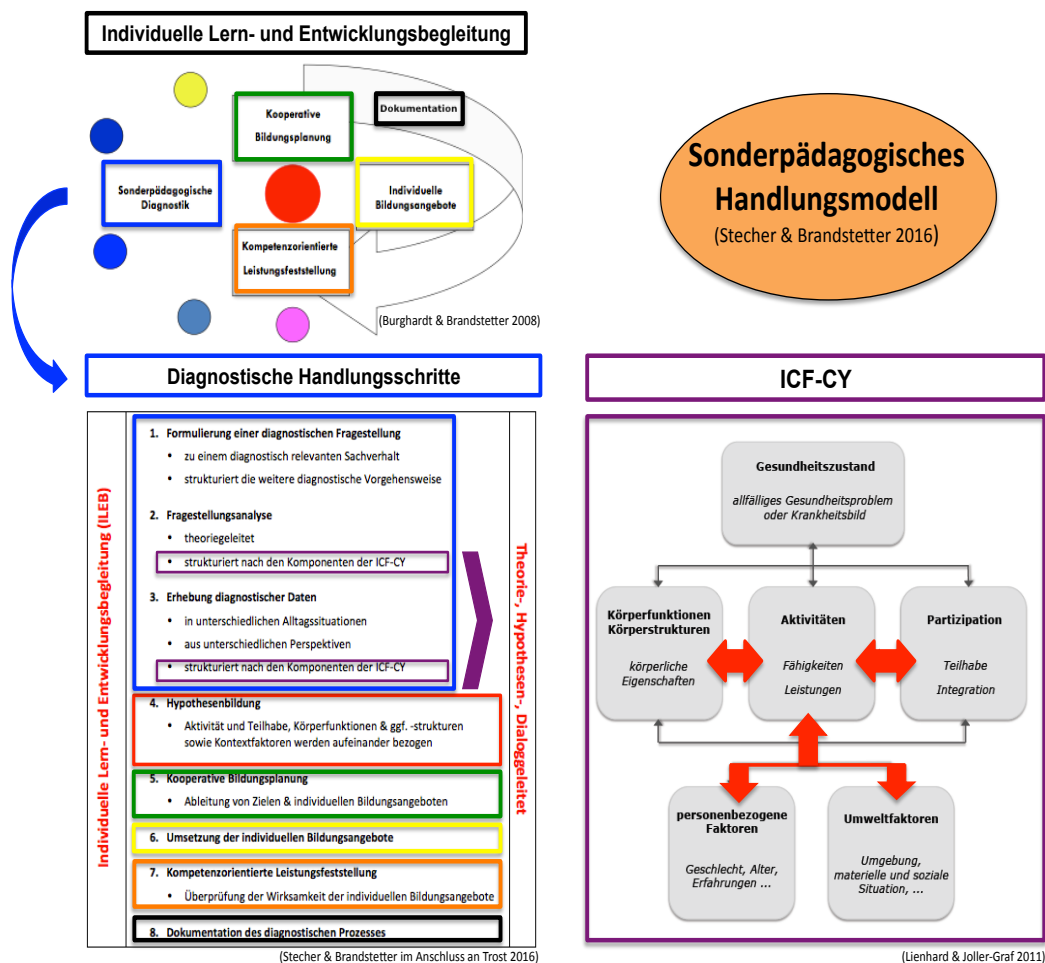 Individuelle Lern- und Entwicklungsbegleitung
Kooperative
Bildungsplanung
Dokumentation
Sonderpädagogische
Diagnostik
Individuelle
Bildungsangebote
Kompetenzorientierte
Leistungsfeststellung
(Burghardt & Brandstetter 2008)
Sonderpädagogisches
Handlungsmodell
(Stecher & Brandstetter 2016)
Diagnostische Handlungsschritte
Individuelle Lern- und Entwicklungsbegleitung (ILEB)
1. Formulierung einer diagnostischen Fragestellung
• zu einem diagnostisch relevanten Sachverhalt
• strukturiert die weitere diagnostische Vorgehensweise
2. Fragestellungsanalyse
• theoriegeleitet
• strukturiert nach den Komponenten der ICF-CY
3. Erhebung diagnostischer Daten
• in unterschiedlichen Alltagssituationen
• aus unterschiedlichen Perspektiven
• strukturiert nach den Komponenten der ICF-CY
4. Hypothesenbildung
• Aktivität und Teilhabe, Körperfunktionen & ggf. -strukturen
sowie Kontextfaktoren werden aufeinander bezogen
5. Kooperative Bildungsplanung
• Ableitung von Zielen & individuellen Bildungsangeboten
6. Umsetzung der individuellen Bildungsangebote
7. Kompetenzorientierte Leistungsfeststellung
• Überprüfung der Wirksamkeit der individuellen Bildungsangebote
8. Dokumentation des diagnostischen Prozesses
Theorie-, Hypothesen-, Dialoggeleitet
(Stecher & Brandstetter im Anschluss an Trost 2016)
ICF-CY
Gesundheitszustand
allfälliges Gesundheitsproblem
oder Krankheitsbild
Körperfunktionen
Körperstrukturen
körperliche
Eigenschaften
Aktivitäten
Fähigkeiten
Leistungen
Partizipation
Teilhabe
Integration
personenbezogene
Faktoren
Geschlecht, Alter,
Erfahrungen ...
Umweltfaktoren
Umgebung,
materielle und soziale
Situation, ...
(Lienhard & Joller-Graf 2011)